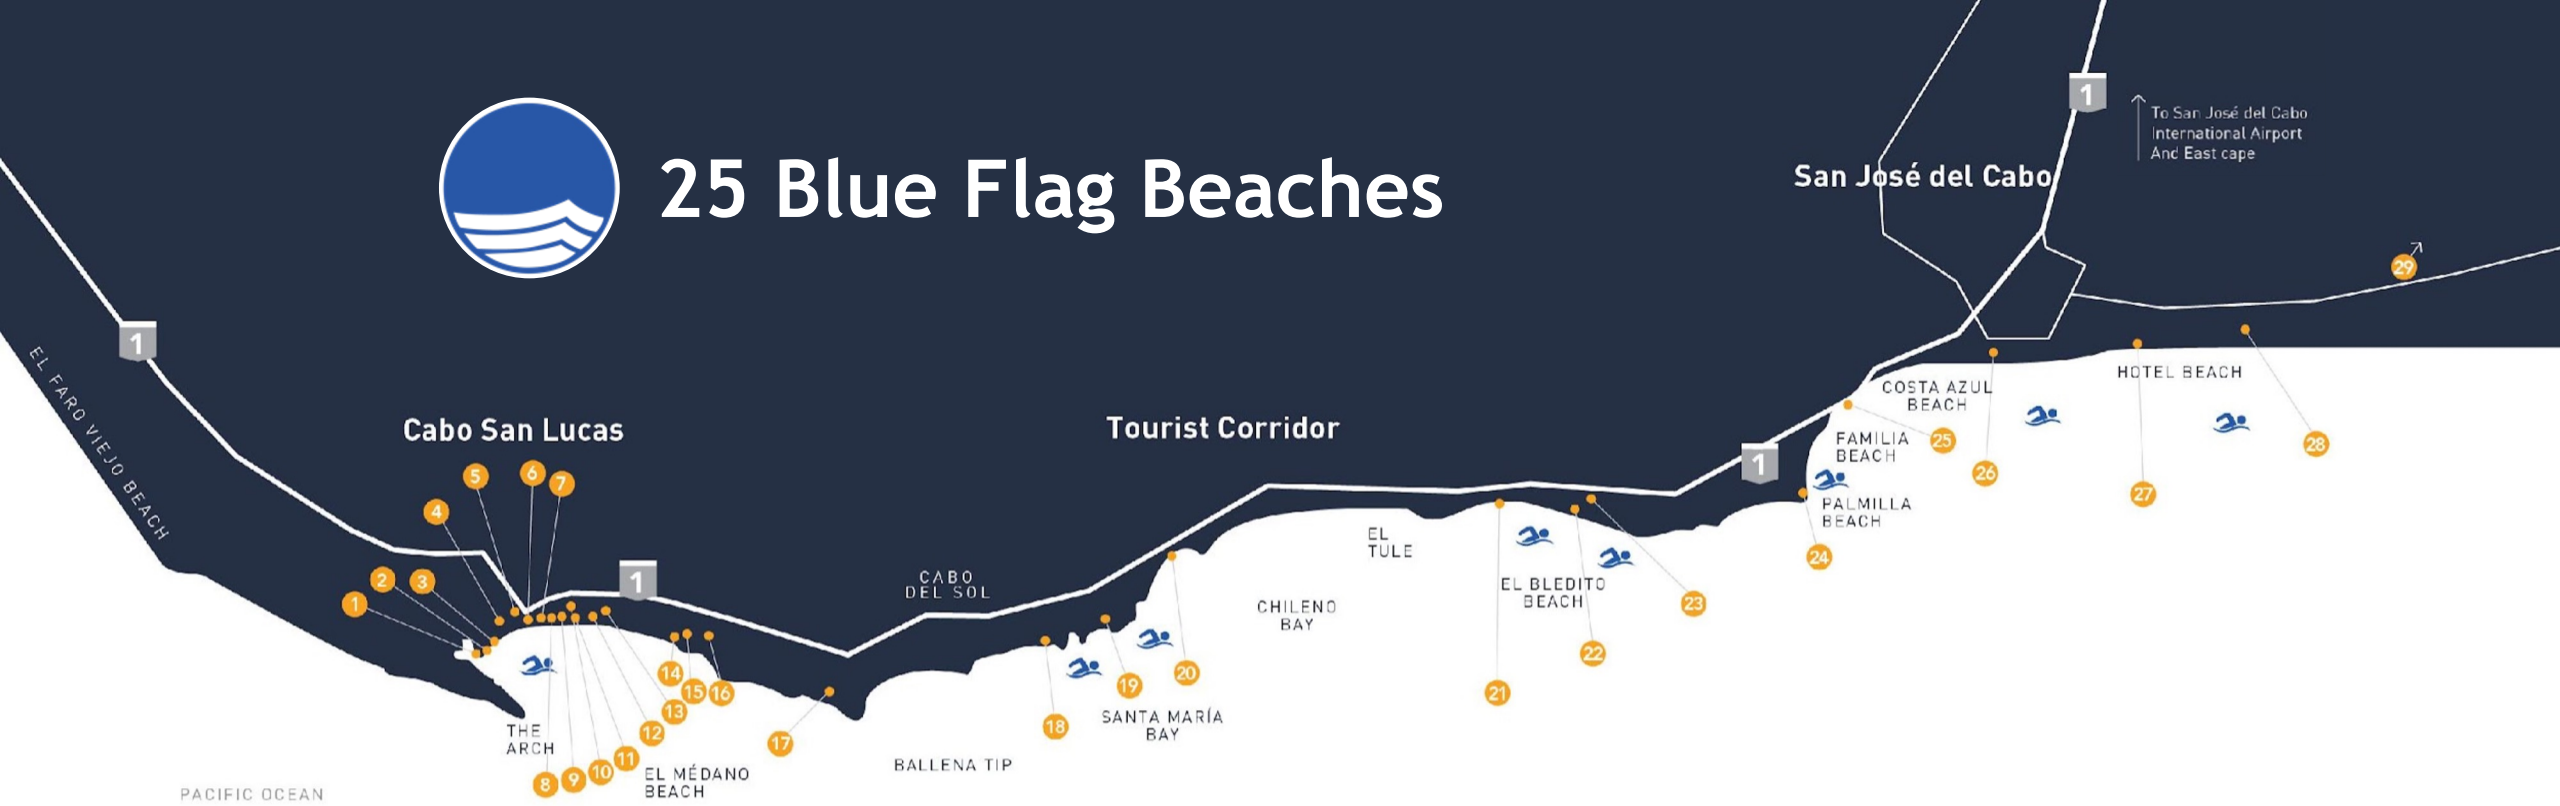 25 Blue Flag Beaches
1
To San José del Cabo
International Airport
And East cape
San José del Cabo
29
1
EL FARO VIEJO BEACH
HOTEL BEACH
COSTA AZUL
BEACH
Cabo San Lucas
Tourist Corridor
FAMILIA
BEACH
25
28
1
26
5
6
7
27
PALMILLA
BEACH
4
EL
TULE
24
1
2
3
CABO
DEL SOL
EL BLEDITO
BEACH
1
23
CHILENO
BAY
22
14
20
15
16
19
21
13
SANTA MARÍA
BAY
18
THE
ARCH
12
17
11
BALLENA TIP
10
9
8
EL MÉDANO
BEACH
PACIFIC OCEAN